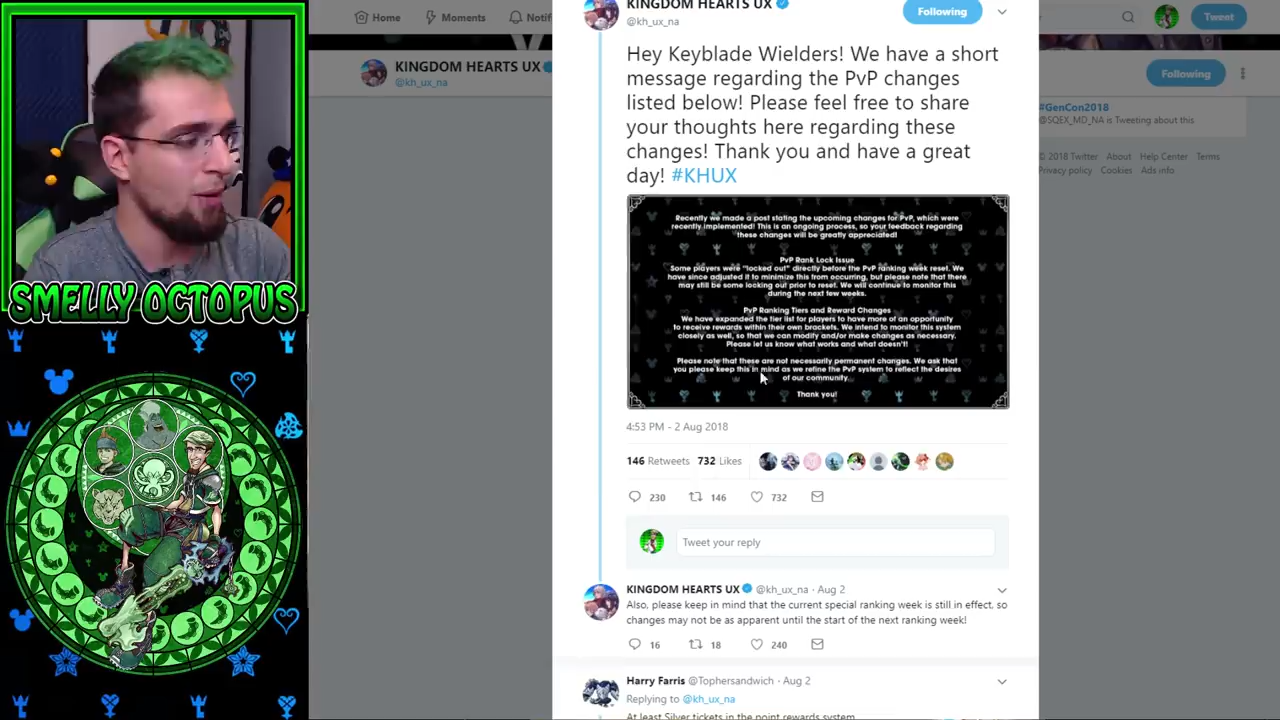 Home
Moments
Notif
Tweet
KINGDOM HEARTS UX
@kh_ux_na
Following
KINGDOM HEARTS UX
@kh_ux_na
Following
Hey Keyblade Wielders! We have a short
message regarding the PvP changes
listed below! Please feel free to share
your thoughts here regarding these
changes! Thank you and have a great
day! #KHUX
Recently we made a post stating the upcoming changes for PvP, which were
recently implemented! This is an ongoing process, so your feedback regarding
these changes will be greatly appreciated!
PvP Rank Lock Issue
Some players were "locked out" directly before the PvP ranking week reset. We
have since adjusted it to minimize this from occurring, but please note that there
may still be some locking out prior to reset. We will continue to monitor this
during the next few weeks.
PvP Ranking Tiers and Reward Changes
We have expanded the tier list for players to have more of an opportunity
to receive rewards within their own brackets. We intend to monitor this system
closely as well, so that we can modify and/or make changes as necessary.
Please let us know what works and what doesn't!
Please note that these are not necessarily permanent changes. We ask that
you please keep this in mind as we refine the PvP system to reflect the desires
of our community.
Thank you!
4:53 PM - 2 Aug 2018
146 Retweets 732 Likes
230 146 732
Tweet your reply
KINGDOM HEARTS UX @kh_ux_na · Aug 2
Also, please keep in mind that the current special ranking week is still in effect, so
changes may not be as apparent until the start of the next ranking week!
16 18 240
Harry Farris @Tophersandwich · Aug 2
Replying to @kh_ux_na
At least Silver tickets in the point rewards system
#GenCon2018
@SQEX_MD_NA is Tweeting about this
© 2018 Twitter About Help Center Terms
Privacy policy Cookies Ads info
SMELLY OCTOPUS